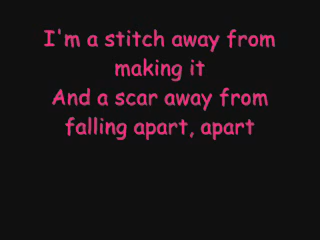 I'm a stitch away from
making it
And a scar away from
falling apart, apart